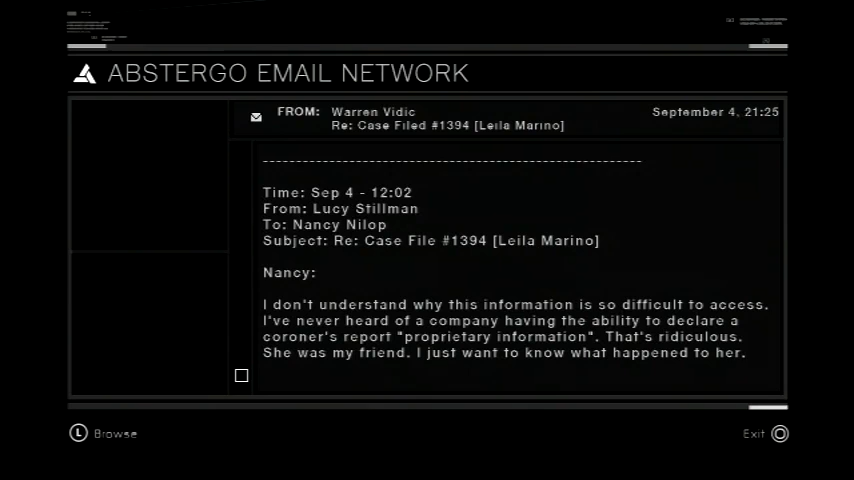 ABSTERGO EMAIL NETWORK
FROM: Warren Vidic September 4, 21:25
Re: Case Filed #1394 [Leila Marino]
---------------------------------------------------------
Time: Sep 4 - 12:02
From: Lucy Stillman
To: Nancy Nilop
Subject: Re: Case File #1394 [Leila Marino]
Nancy:
I don't understand why this information is so difficult to access.
I've never heard of a company having the ability to declare a
coroner's report "proprietary information". That's ridiculous.
She was my friend. I just want to know what happened to her.
L Browse Exit